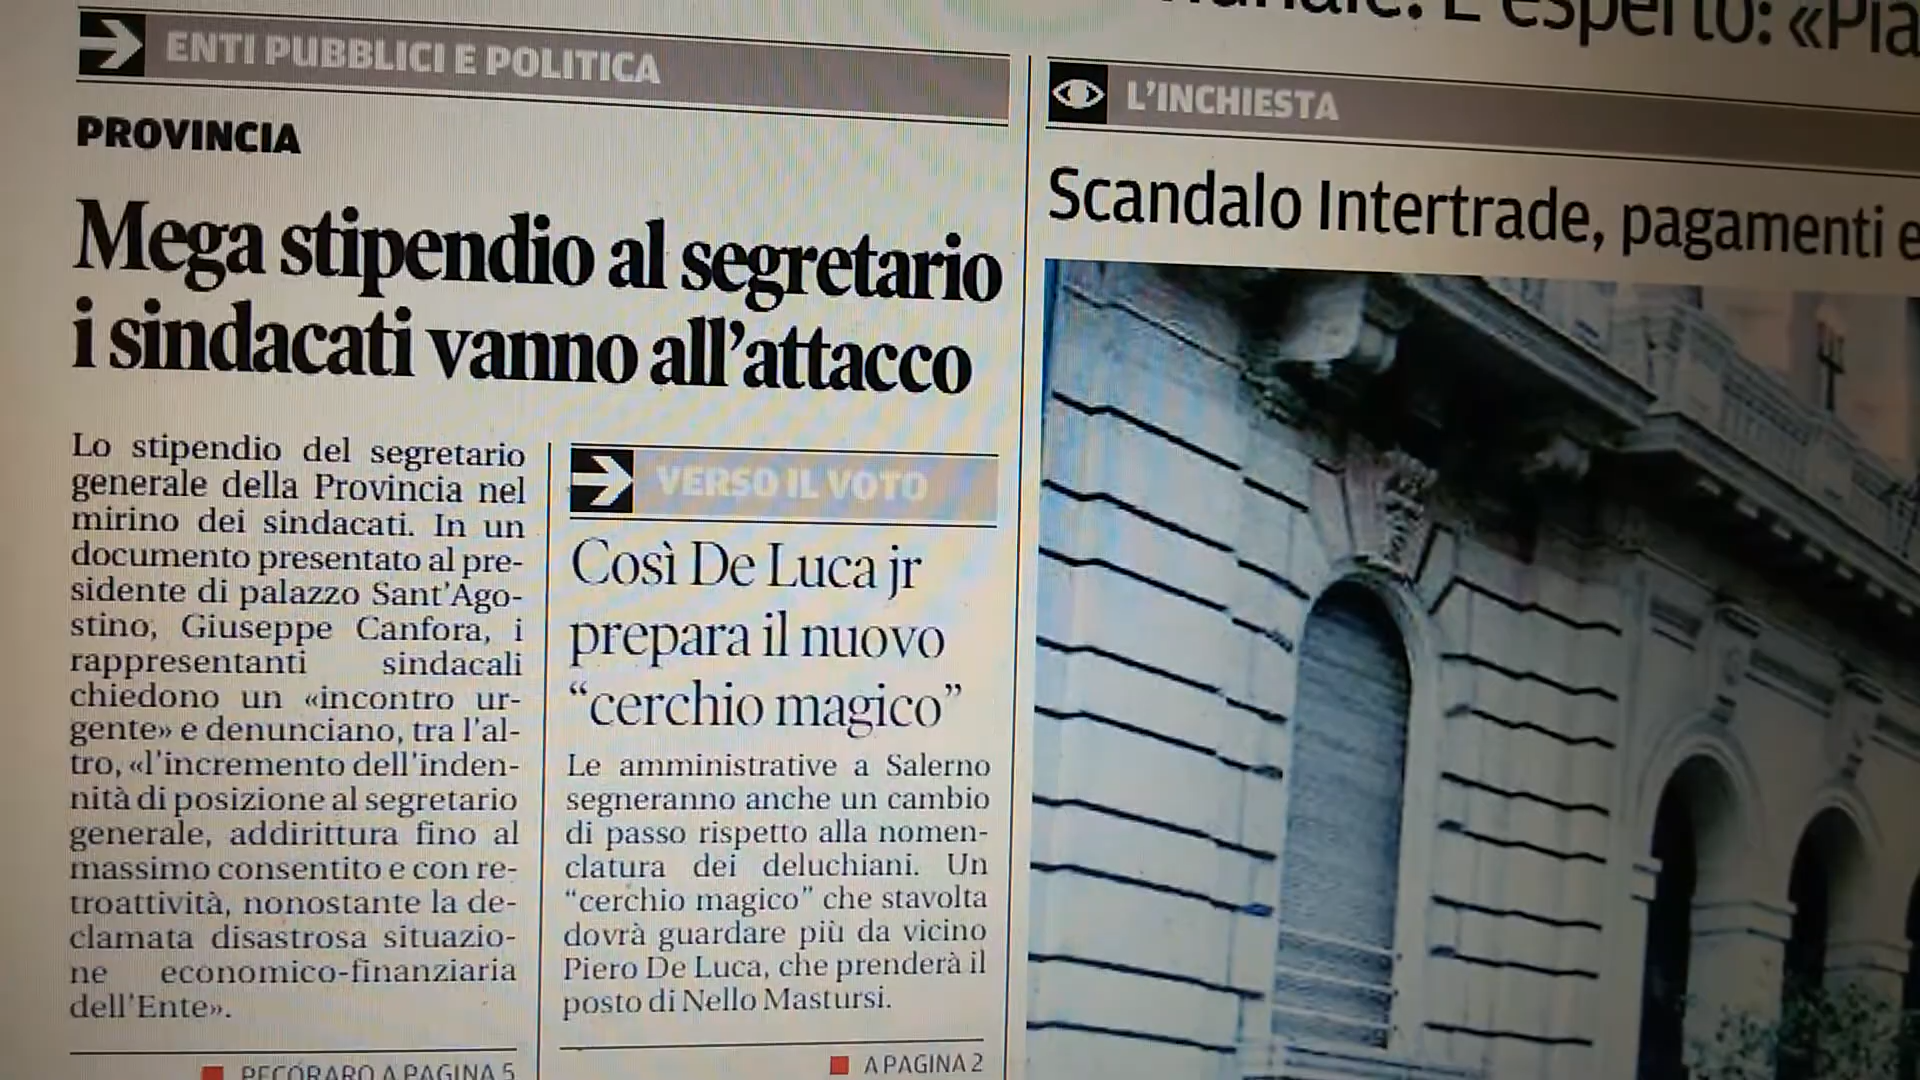 ENTI PUBBLICI E POLITICA
PROVINCIA
Mega stipendio al segretario
i sindacati vanno all'attacco
Lo stipendio del segretario
generale della Provincia nel
mirino dei sindacati. In un
documento presentato al pre-
sidente di palazzo Sant'Ago-
stino, Giuseppe Canfora, i
rappresentanti sindacali
chiedono un «incontro ur-
gente» e denunciano, tra l'al-
tro, «l'incremento dell'inden-
nità di posizione al segretario
generale, addirittura fino al
massimo consentito e con re-
troattività, nonostante la de-
clamata disastrosa situazio-
ne economico-finanziaria
dell'Ente».
PECORARO A PAGINA 5
VERSO IL VOTO
Così De Luca jr
prepara il nuovo
“cerchio magico”
Le amministrative a Salerno
segneranno anche un cambio
di passo rispetto alla nomen-
clatura dei deluchiani. Un
“cerchio magico” che stavolta
dovrà guardare più da vicino
Piero De Luca, che prenderà il
posto di Nello Mastursi.
A PAGINA 2
esperto: «Pia
L'INCHIESTA
Scandalo Intertrade, pagamenti e